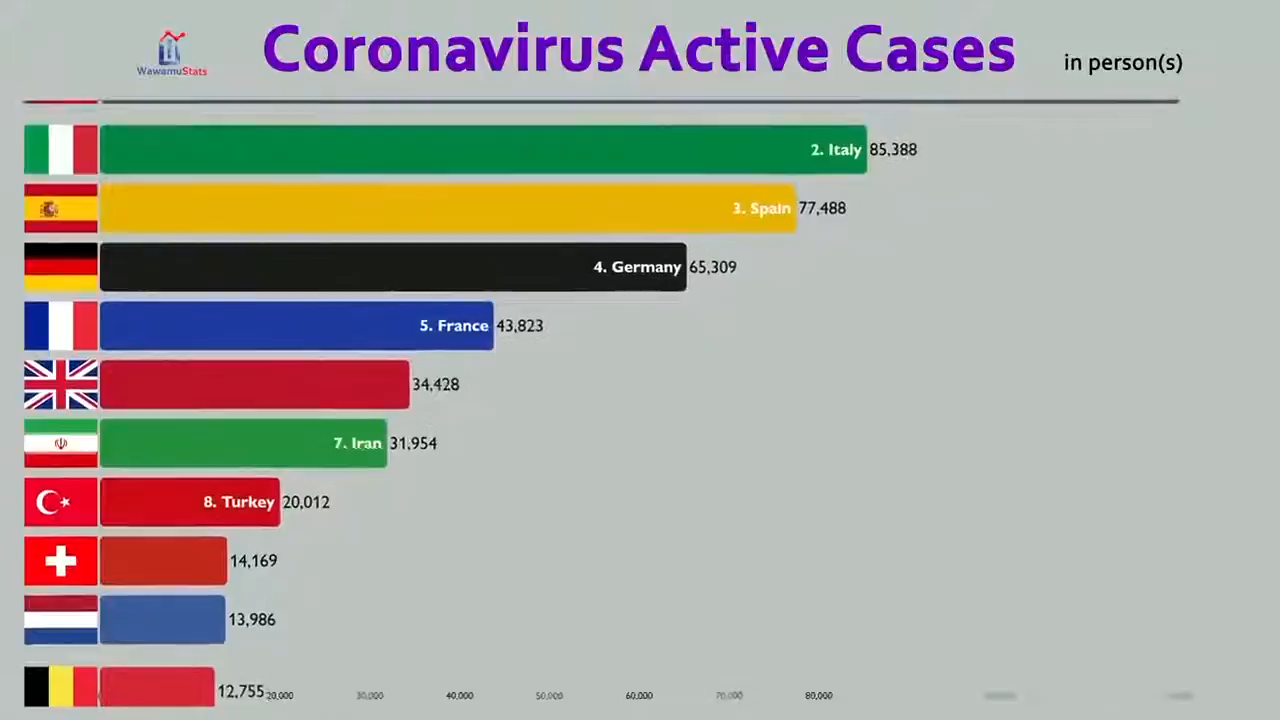 WawamuStats
Coronavirus Active Cases
in person(s)
2. Italy 85,388
3. Spain 77,488
4. Germany 65,309
5. France 43,823
34,428
7. Iran 31,954
8. Turkey 20,012
14,169
13,986
12,755
20,000 30,000 40,000 50,000 60,000 70,000 80,000